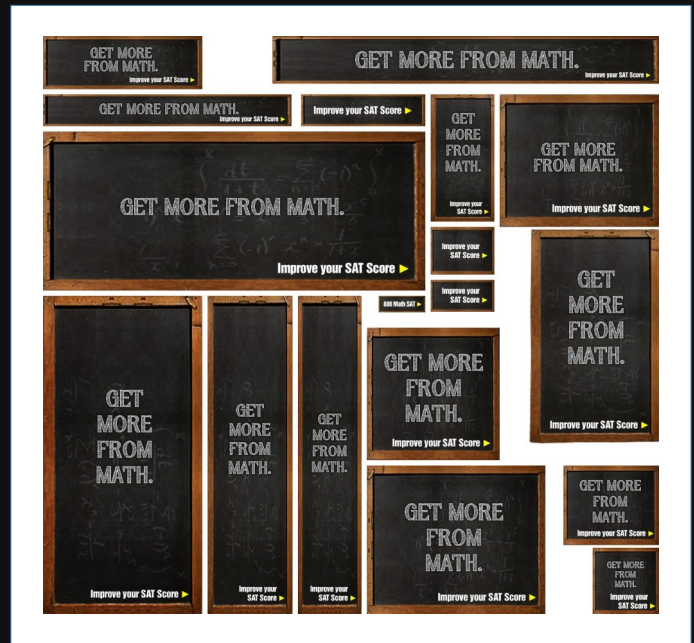 GET MORE
FROM MATH.
Improve your SAT Score
GET MORE FROM MATH.
Improve your SAT Score
GET MORE FROM MATH.
Improve your SAT Score
Improve your SAT Score
GET
MORE
FROM
MATH.
Improve your
SAT Score
GET MORE
FROM MATH.
Improve your SAT Score
GET MORE FROM MATH.
Improve your SAT Score
Improve your
SAT Score
GET
MORE
FROM
MATH.
Improve your SAT Score
Improve your
SAT Score
800 Math SAT
GET
MORE
FROM
MATH.
Improve your SAT Score
GET
MORE
FROM
MATH.
Improve your
SAT Score
GET
MORE
FROM
MATH.
Improve your
SAT Score
GET MORE
FROM
MATH.
Improve your SAT Score
GET MORE
FROM
MATH.
Improve your SAT Score
GET MORE
FROM
MATH.
Improve your SAT Score
GET MORE
FROM
MATH.
Improve your
SAT Score